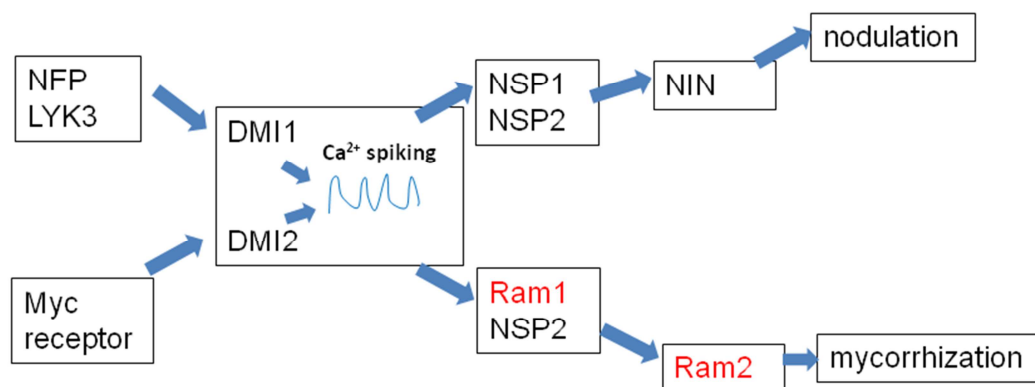 NFP
LYK3
Myc
receptor
DMI1
Ca²⁺ spiking
DMI2
NSP1
NSP2
NIN
nodulation
Ram1
NSP2
Ram2
mycorrhization